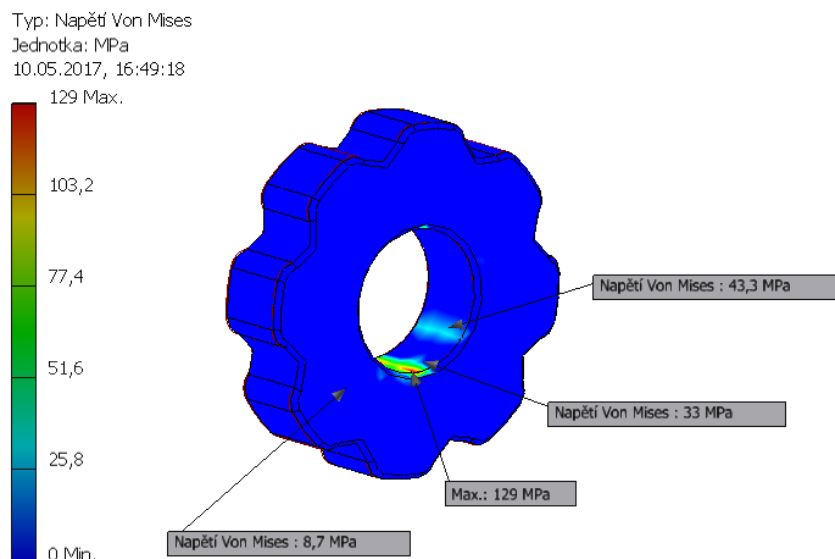 Typ: Napětí Von Mises
Jednotka: MPa
10.05.2017, 16:49:18
129 Max.
103,2
77,4
51,6
25,8
0 Min.
Napětí Von Mises : 43,3 MPa
Napětí Von Mises : 33 MPa
Max.: 129 MPa
Napětí Von Mises : 8,7 MPa